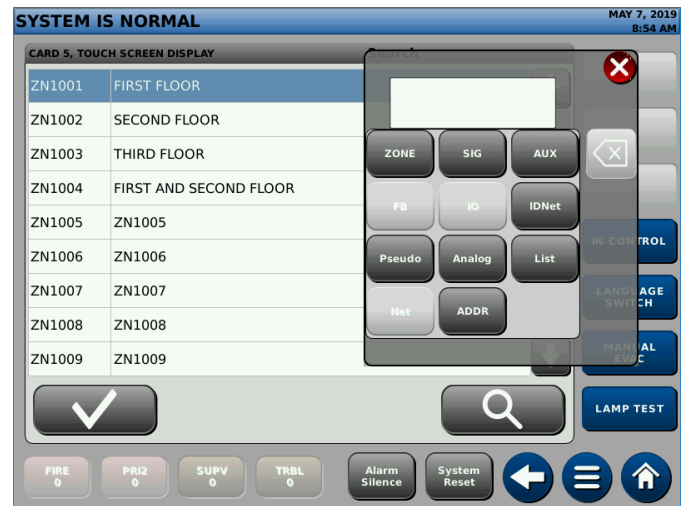 SYSTEM IS NORMAL
MAY 7, 2019
8:54 AM
CARD 5, TOUCH SCREEN DISPLAY
Search
ZN1001 FIRST FLOOR
ZN1002 SECOND FLOOR
ZN1003 THIRD FLOOR
ZN1004 FIRST AND SECOND FLOOR
ZN1005 ZN1005
ZN1006 ZN1006
ZN1007 ZN1007
ZN1008 ZN1008
ZN1009 ZN1009
ZONE SIG AUX
FB IO IDNet
Pseudo Analog List
Net ADDR
IN CONTROL
LANGUAGE
SWITCH
MANUAL
EVAC
LAMP TEST
FIRE
0
PRI2
0
SUPV
0
TRBL
0
Alarm
Silence
System
Reset